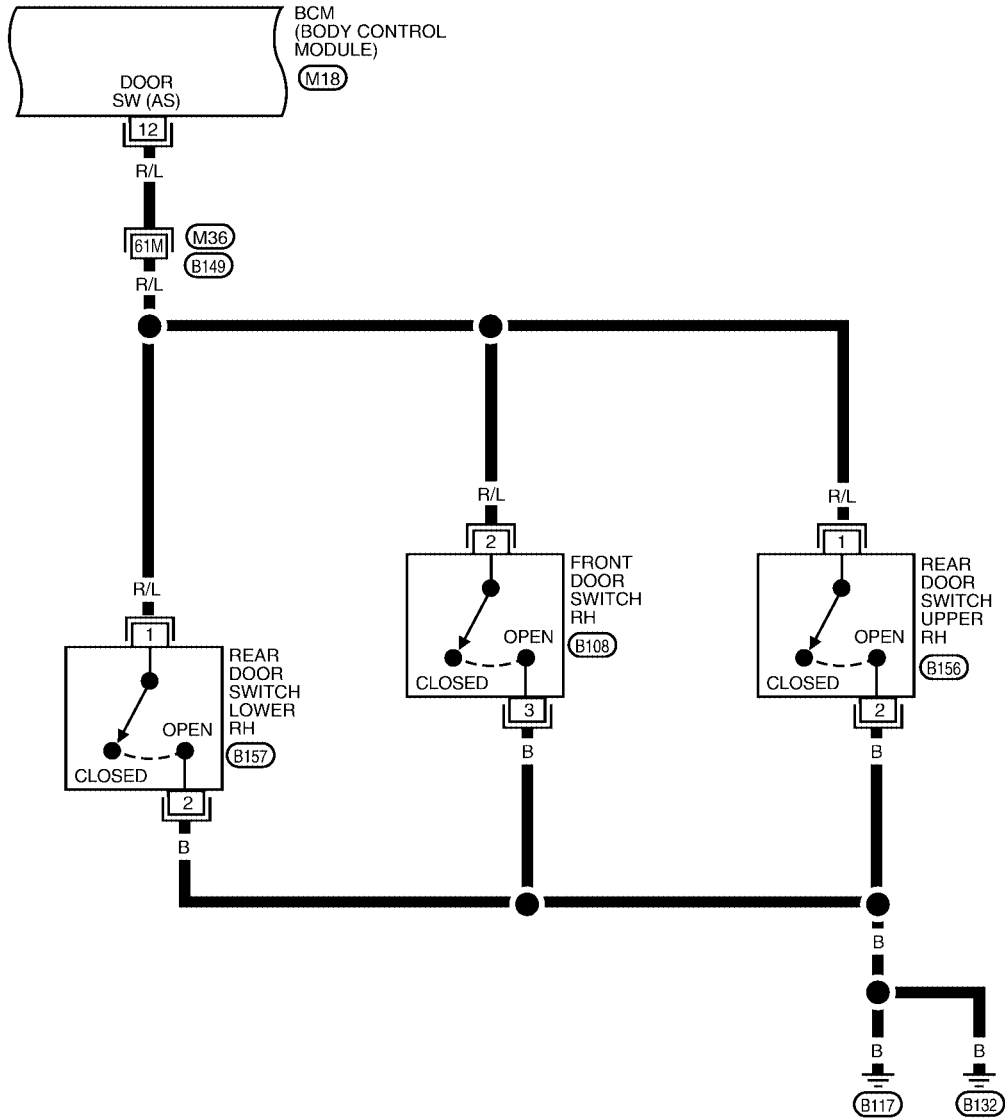 BCM
(BODY CONTROL
MODULE)
M18
DOOR
SW (AS)
12
R/L
61M
M36
B149
R/L
R/L
R/L
R/L
2
1
FRONT
DOOR
SWITCH
RH
B108
OPEN
CLOSED
3
REAR
DOOR
SWITCH
UPPER
RH
B156
OPEN
CLOSED
2
1
REAR
DOOR
SWITCH
LOWER
RH
B157
OPEN
CLOSED
2
B
B
B
B
B
B
B117
B132